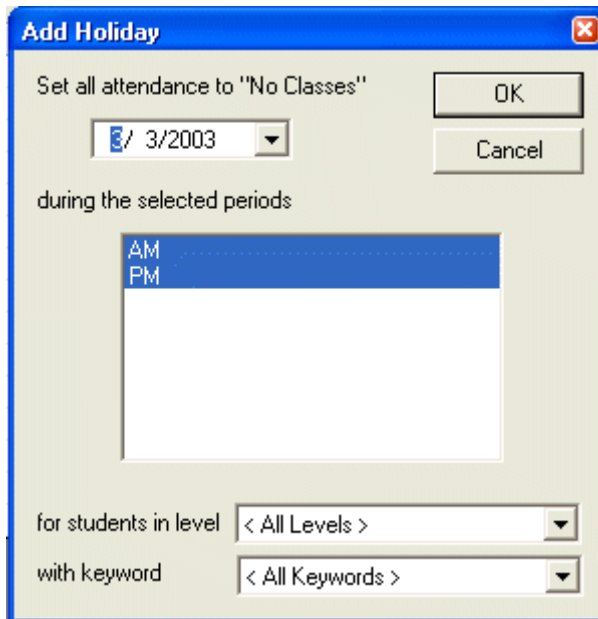 Add Holiday
Set all attendance to "No Classes"
OK
3/ 3/2003
Cancel
during the selected periods
AM
PM
for students in level < All Levels >
with keyword < All Keywords >